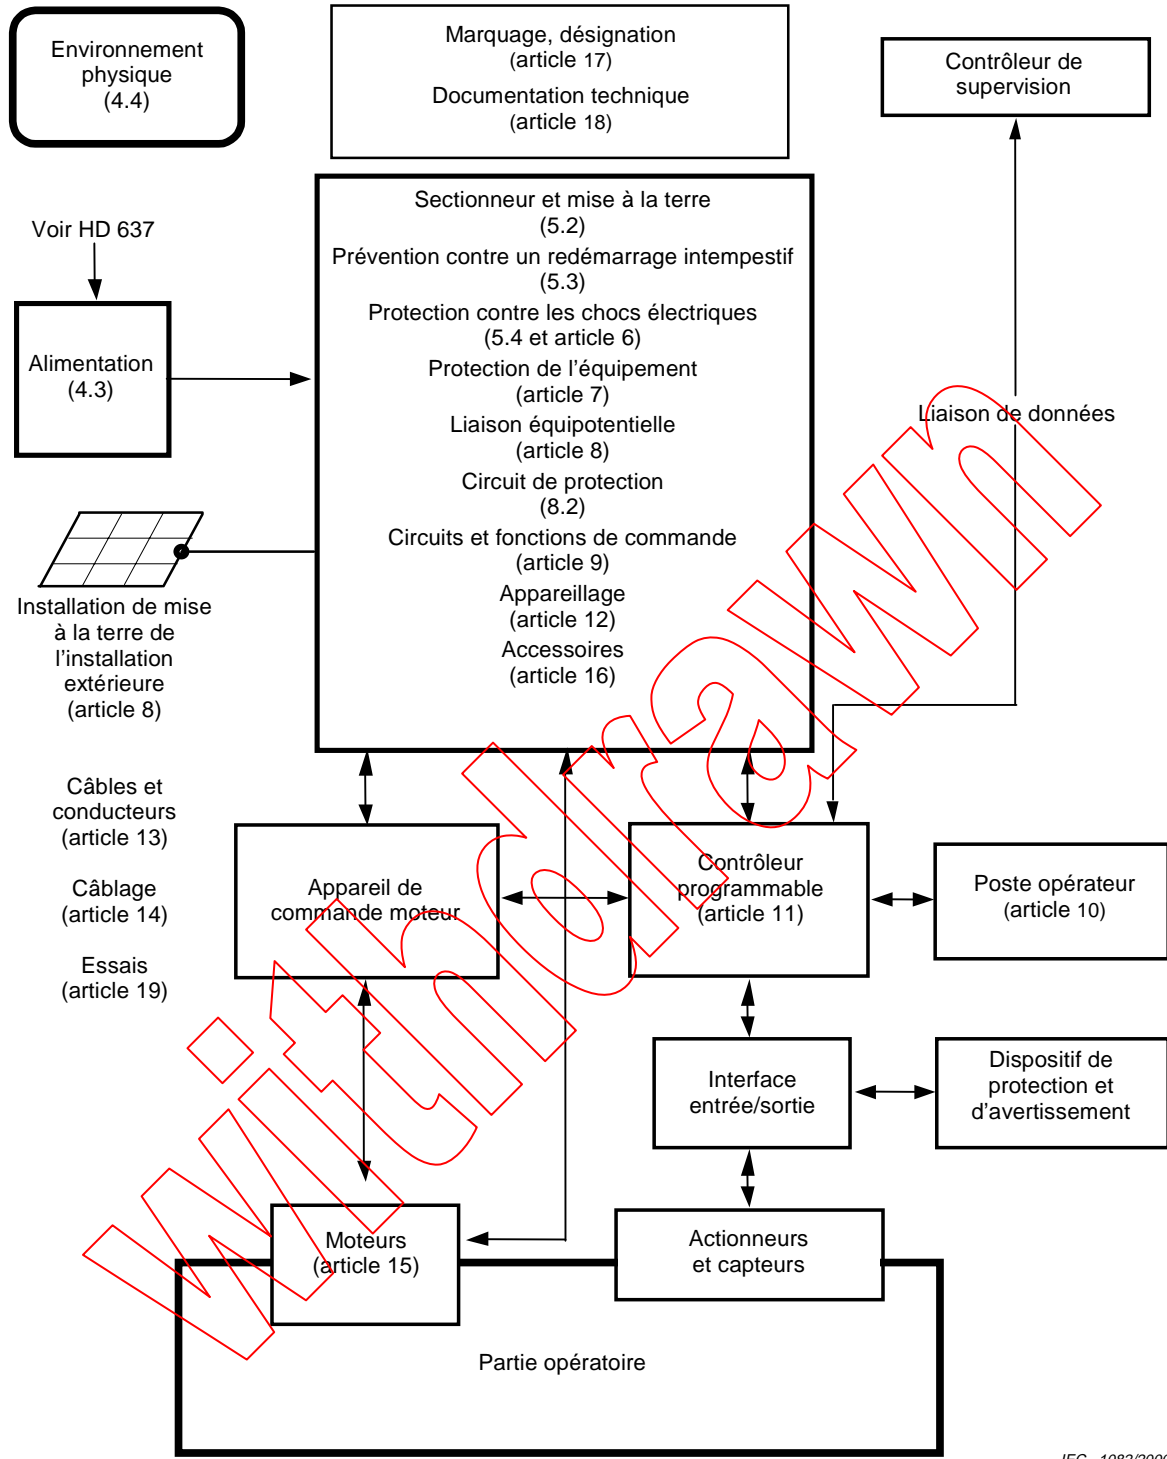 Environnement
physique
(4.4)
Marquage, désignation
(article 17)
Documentation technique
(article 18)
Contrôleur de
supervision
Voir HD 637
Alimentation
(4.3)
Sectionneur et mise à la terre
(5.2)
Prévention contre un redémarrage intempestif
(5.3)
Protection contre les chocs électriques
(5.4 et article 6)
Protection de l'équipement
(article 7)
Liaison équipotentielle
(article 8)
Circuit de protection
(8.2)
Circuits et fonctions de commande
(article 9)
Appareillage
(article 12)
Accessoires
(article 16)
Liaison de données
Installation de mise
à la terre de
l'installation
extérieure
(article 8)
Câbles et
conducteurs
(article 13)
Câblage
(article 14)
Essais
(article 19)
Appareil de
commande moteur
Contrôleur
programmable
(article 11)
Poste opérateur
(article 10)
Interface
entrée/sortie
Dispositif de
protection et
d'avertissement
Moteurs
(article 15)
Actionneurs
et capteurs
Partie opératoire
Withdrawn